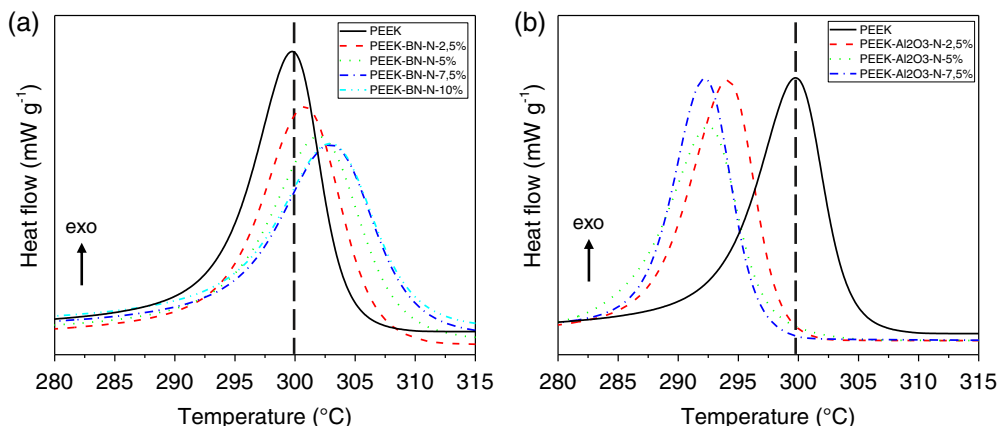 (a)
Heat flow (mW g⁻¹)
exo
PEEK
PEEK-BN-N-2,5%
PEEK-BN-N-5%
PEEK-BN-N-7,5%
PEEK-BN-N-10%
280 285 290 295 300 305 310 315
Temperature (°C)
(b)
Heat flow (mW g⁻¹)
exo
PEEK
PEEK-Al2O3-N-2,5%
PEEK-Al2O3-N-5%
PEEK-Al2O3-N-7,5%
280 285 290 295 300 305 310 315
Temperature (°C)